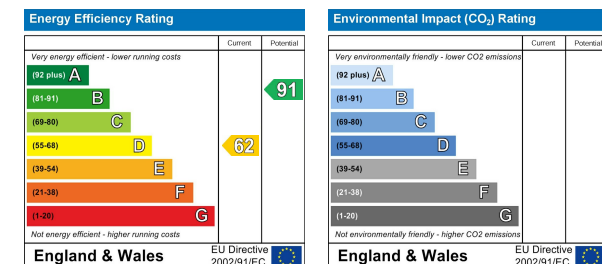 Energy Efficiency Rating
Current Potential
Very energy efficient - lower running costs
(92 plus) A
(81-91) B
(69-80) C
(55-68) D
(39-54) E
(21-38) F
(1-20) G
91
62
Not energy efficient - higher running costs
England & Wales
EU Directive
2002/91/EC
Environmental Impact (CO₂) Rating
Current Potential
Very environmentally friendly - lower CO2 emissions
(92 plus) A
(81-91) B
(69-80) C
(55-68) D
(39-54) E
(21-38) F
(1-20) G
Not environmentally friendly - higher CO2 emissions
England & Wales
EU Directive
2002/91/EC